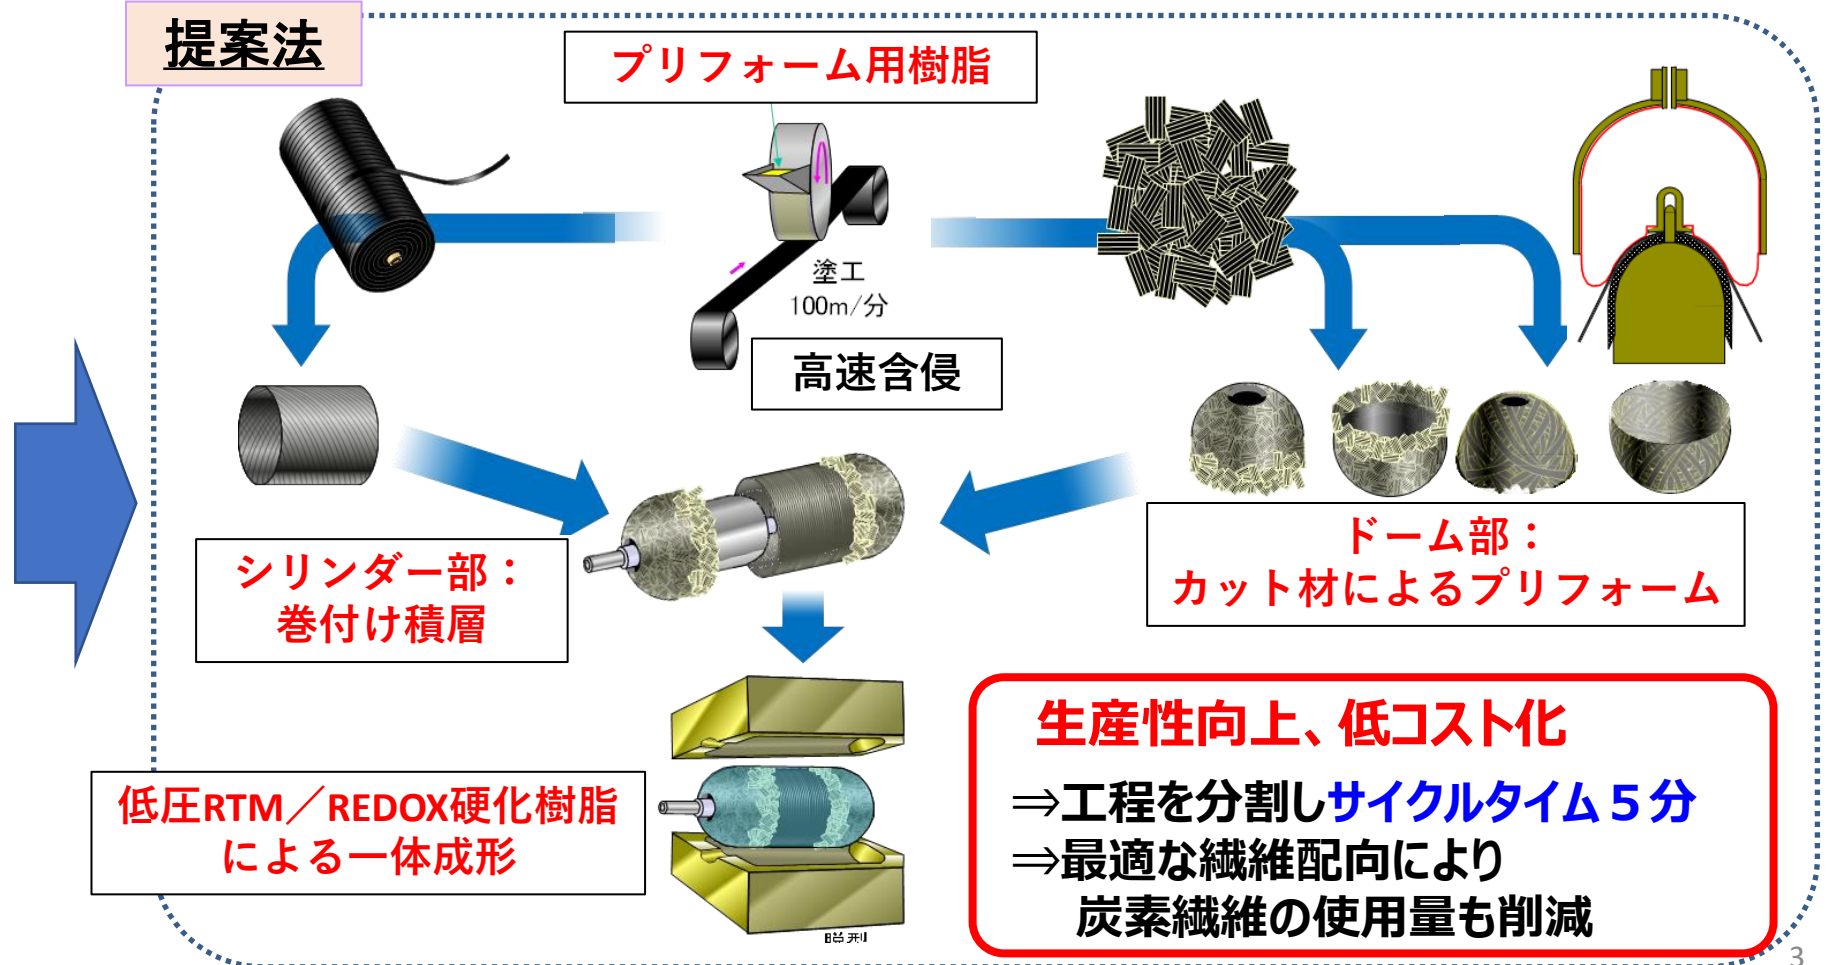 提案法
プリフォーム用樹脂
塗工
100m/分
高速含侵
シリンダー部：
巻付け積層
ドーム部：
カット材によるプリフォーム
低圧RTM／REDOX硬化樹脂
による一体成形
脱型
生産性向上、低コスト化
⇒工程を分割しサイクルタイム５分
⇒最適な繊維配向により
炭素繊維の使用量も削減
3